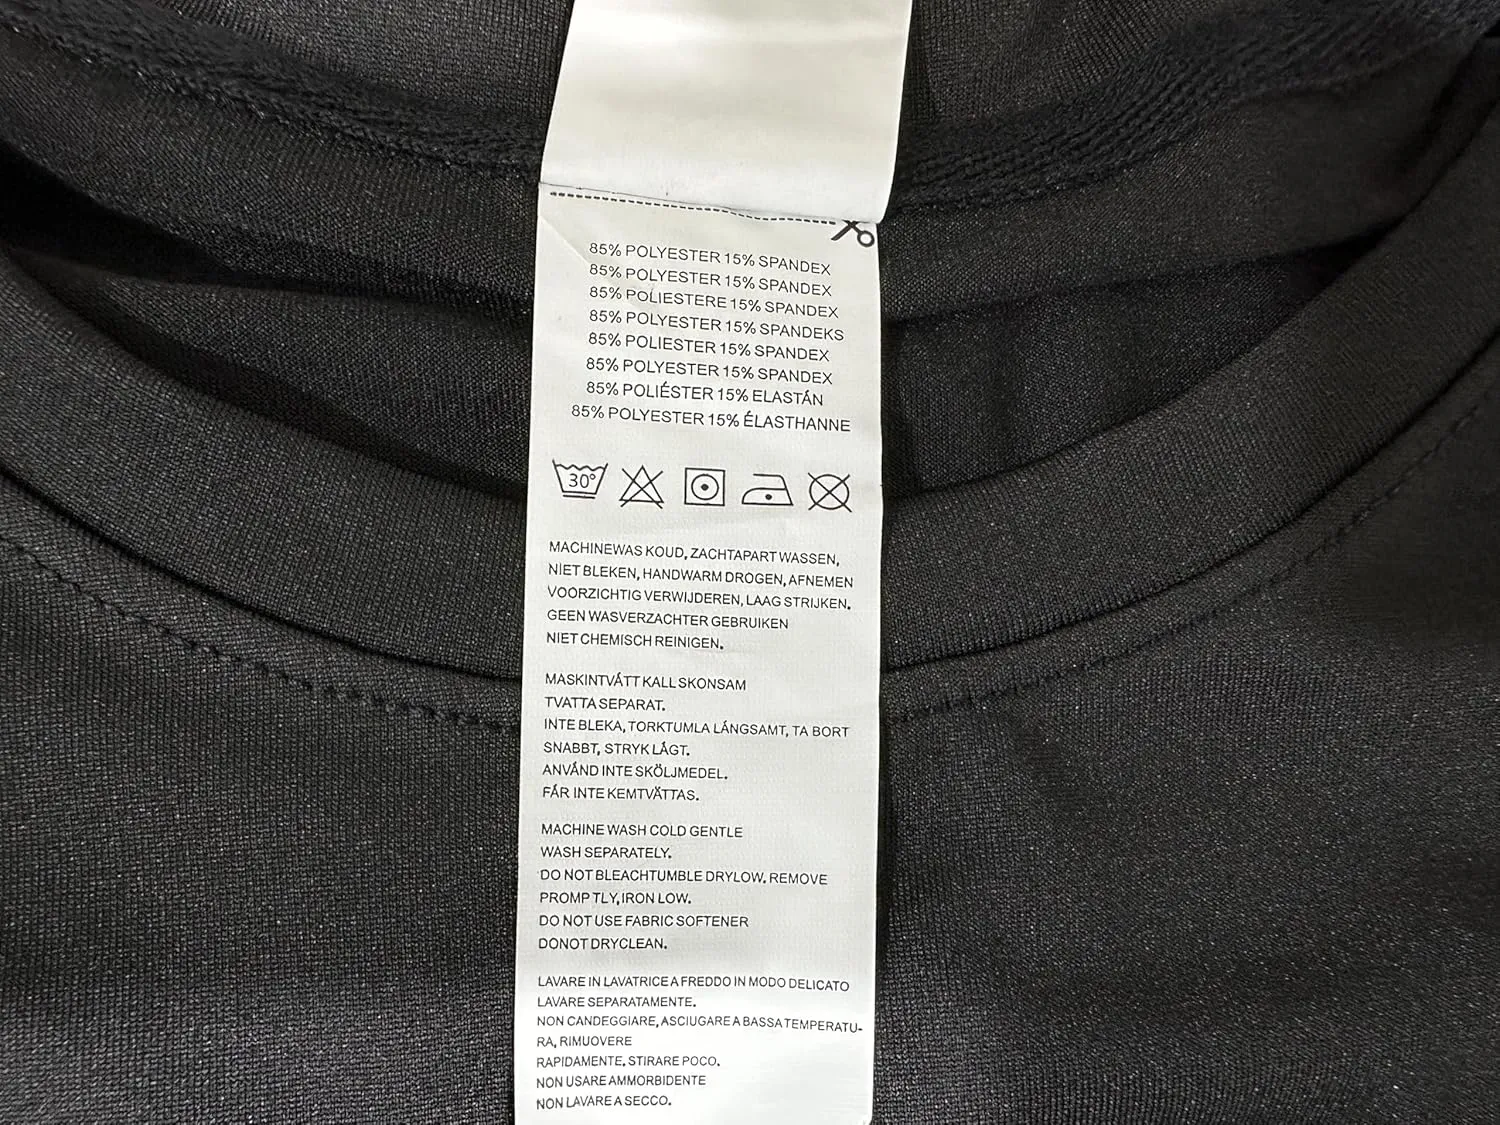 85% POLYESTER 15% SPANDEX
85% POLYESTER 15% SPANDEX
85% POLIESTERE 15% SPANDEX
85% POLYESTER 15% SPANDEKS
85% POLIESTER 15% SPANDEX
85% POLYESTER 15% SPANDEX
85% POLIÉSTER 15% ELASTÁN
85% POLYESTER 15% ÉLASTHANNE
30°
MACHINEWAS KOUD, ZACHTAPART WASSEN,
NIET BLEKEN, HANDWARM DROGEN, AFNEMEN
VOORZICHTIG VERWIJDEREN, LAAG STRIJKEN.
GEEN WASVERZACHTER GEBRUIKEN
NIET CHEMISCH REINIGEN.
MASKINTVÅTT KALL SKONSAM
TVATTA SEPARAT.
INTE BLEKA, TORKTUMLA LÅNGSAMT, TA BORT
SNABBT, STRYK LÅGT.
ANVÅND INTE SKÖLJMEDEL.
FÅR INTE KEMTVÄTTAS.
MACHINE WASH COLD GENTLE
WASH SEPARATELY.
DO NOT BLEACHTUMBLE DRYLOW. REMOVE
PROMP TLY, IRON LOW.
DO NOT USE FABRIC SOFTENER
DONOT DRYCLEAN.
LAVARE IN LAVATRICE A FREDDO IN MODO DELICATO
LAVARE SEPARATAMENTE.
NON CANDEGGIARE, ASCIUGARE A BASSA TEMPERATU-
RA, RIMUOVERE
RAPIDAMENTE, STIRARE POCO.
NON USARE AMMORBIDENTE
NON LAVARE A SECCO.